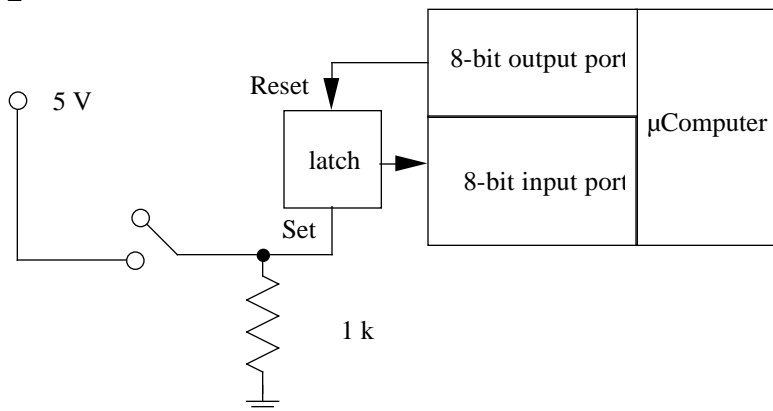 8-bit output port
Reset
5 V
μComputer
latch
8-bit input port
Set
1 k